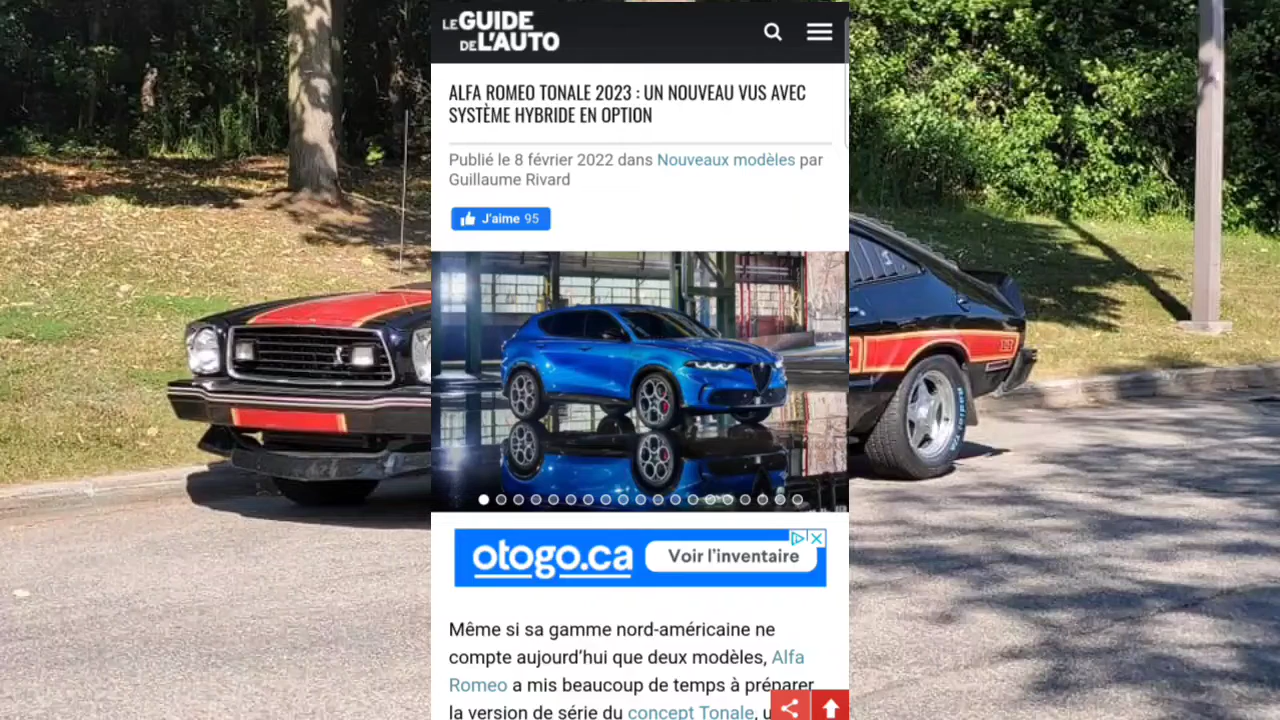 LE GUIDE
DE L'AUTO
ALFA ROMEO TONALE 2023 : UN NOUVEAU VUS AVEC
SYSTÈME HYBRIDE EN OPTION
Publié le 8 février 2022 dans Nouveaux modèles par
Guillaume Rivard
J'aime 95
otogo.ca
Voir l'inventaire
Même si sa gamme nord-américaine ne
compte aujourd'hui que deux modèles, Alfa
Romeo a mis beaucoup de temps à préparer
la version de série du concept Tonale,